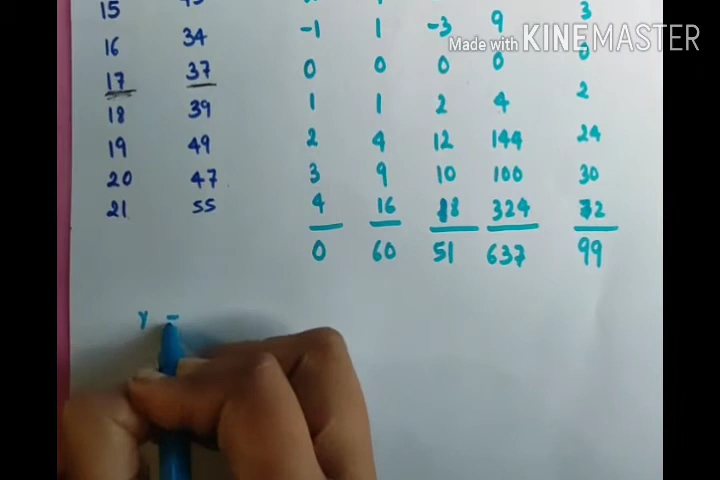 15 3
16 34 -1 1 -3 9
Made with KINEMASTER
17 37 0 0 0 0 0
18 39 1 1 2 4 2
19 49 2 4 12 144 24
20 47 3 9 10 100 30
21 55 4 16 18 324 72
0 60 51 637 99
γ =